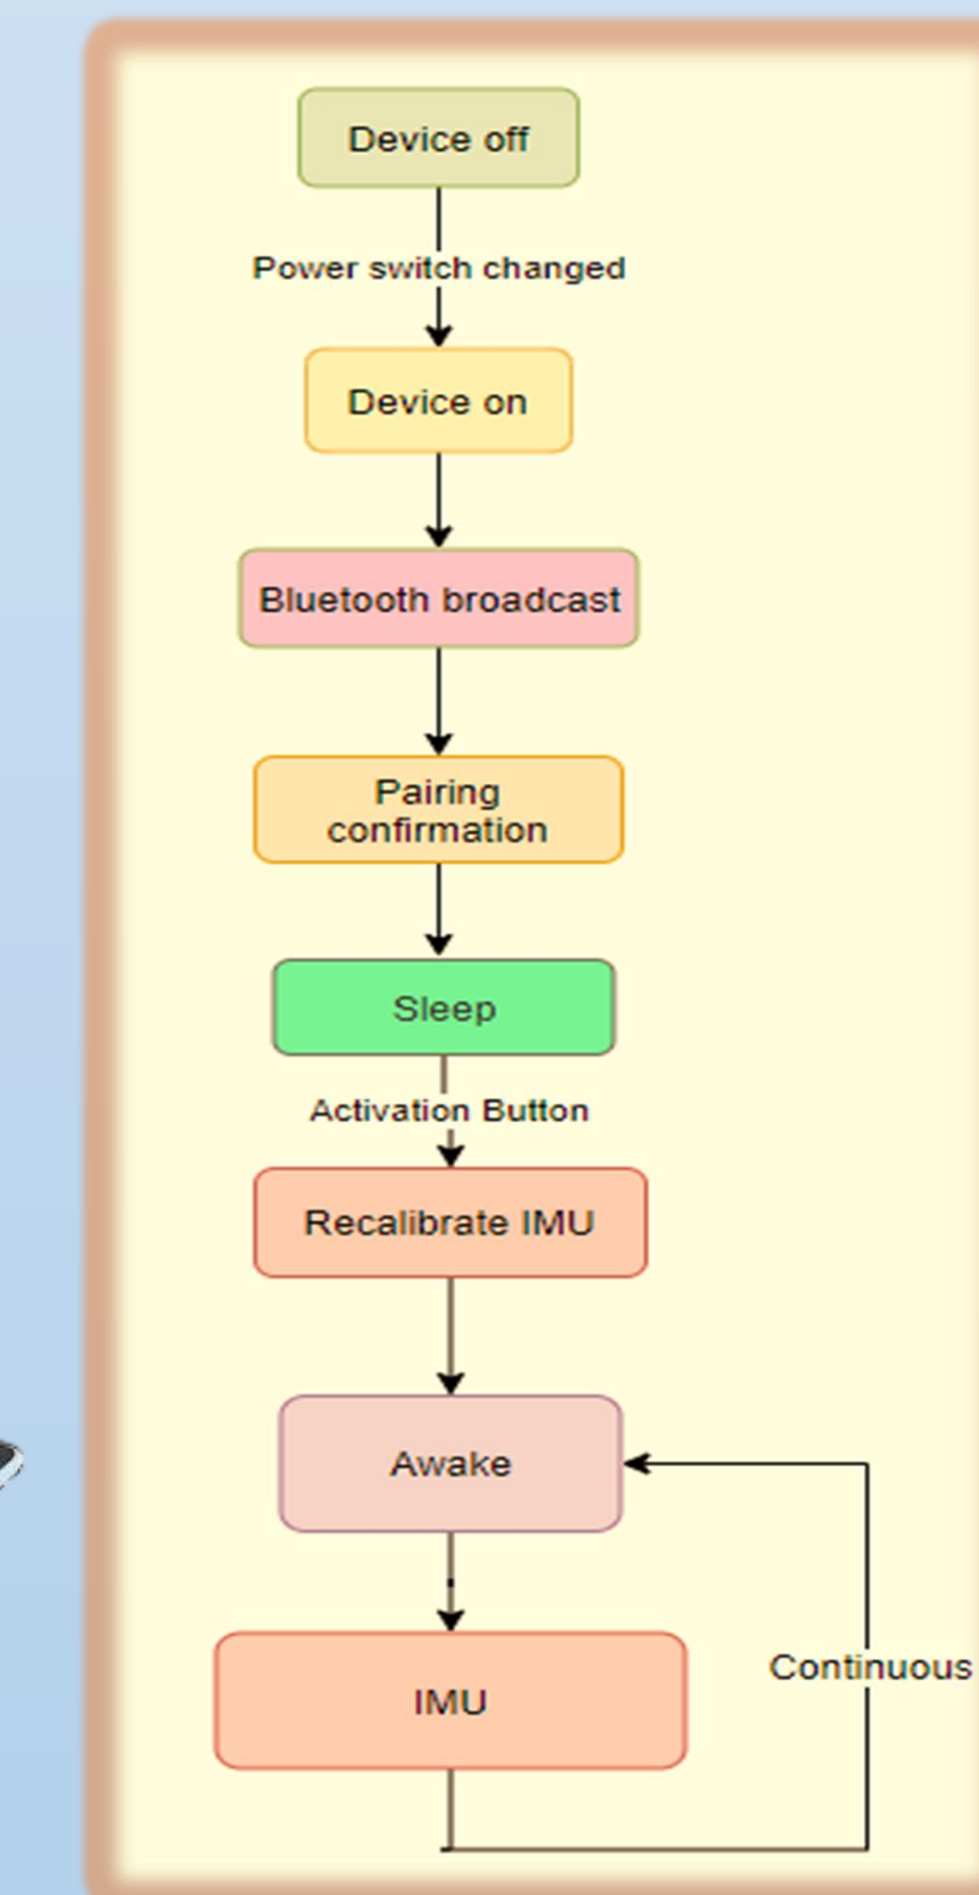 Device off
Power switch changed
Device on
Bluetooth broadcast
Pairing
confirmation
Sleep
Activation Button
Recalibrate IMU
Awake
IMU
Continuous